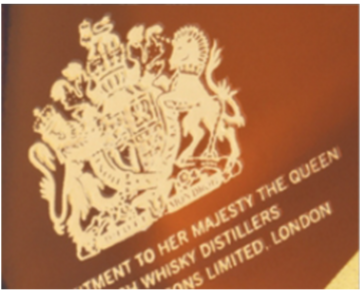 TMENT TO HER MAJESTY THE QUEEN
H WHISKY DISTILLERS
ONS LIMITED, LONDON